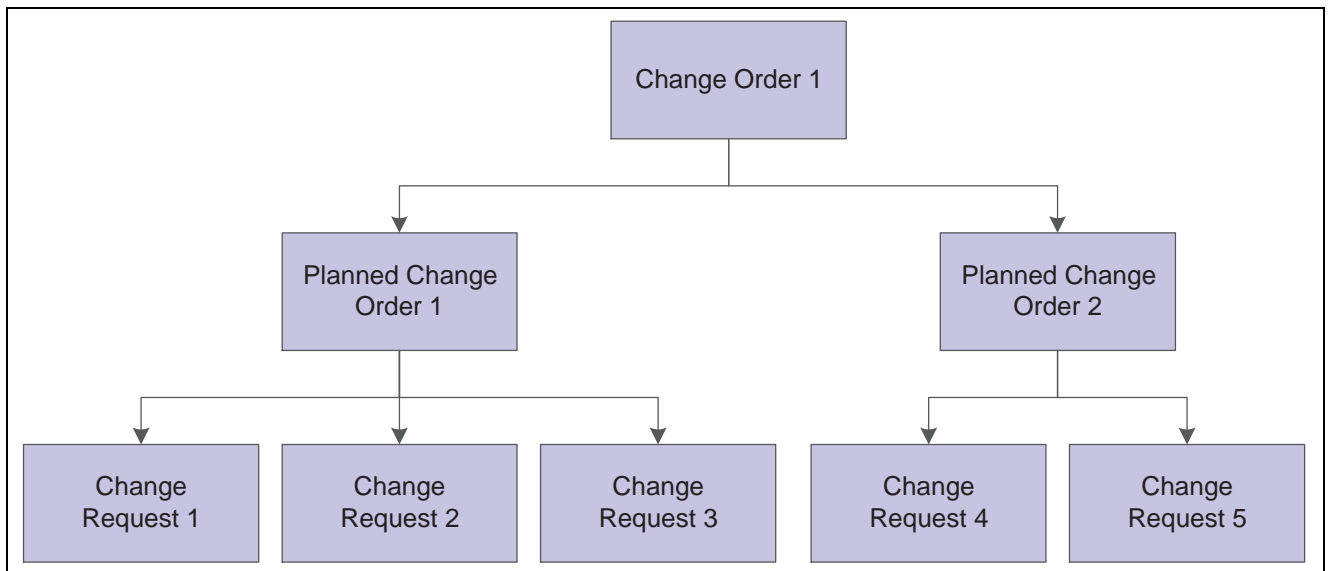 Change Order 1
Planned Change
Order 1
Planned Change
Order 2
Change
Request 1
Change
Request 2
Change
Request 3
Change
Request 4
Change
Request 5